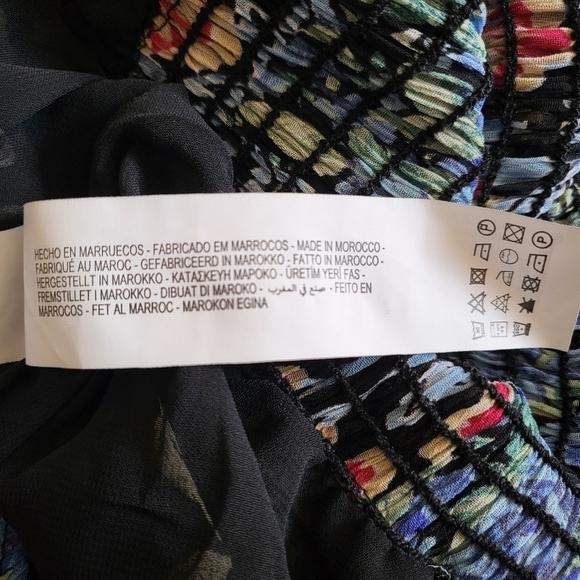 HECHO EN MARRUECOS - FABRICADO EM MARROCOS - MADE IN MOROCCO -
FABRIQUÉ AU MAROC - GEFABRICEERD IN MAROKKO - FATTO IN MAROCCO -
HERGESTELLT IN MAROKKO - ΚΑΤΑΣΚΕΥΗ ΜΑΡΟΚΟ - ÜRETİM YERİ FAS -
FREMSTILLET I MAROKKO - DIBUAT DI MAROKO - صنع في المغرب - FEITO EN
MARROCOS - FET AL MARROC - MAROKON EGINA